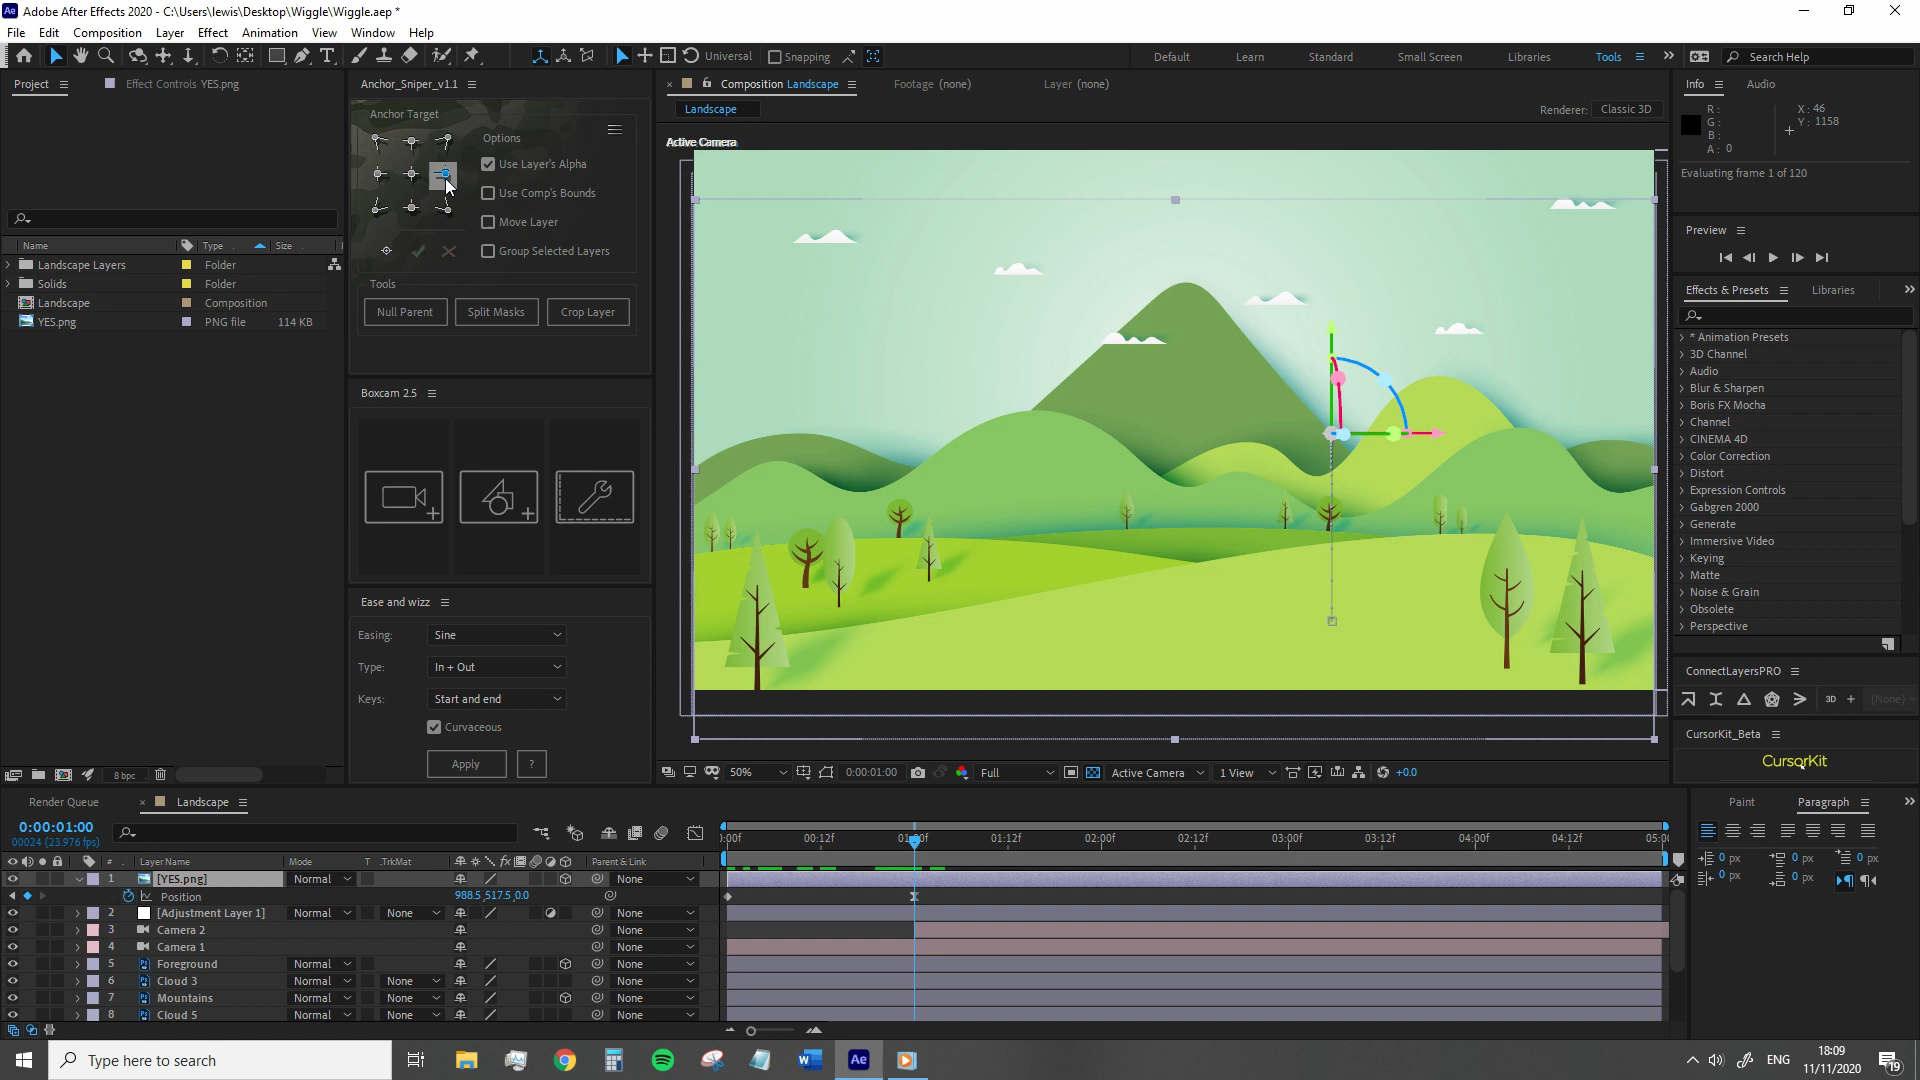 Adobe After Effects 2020 - C:\Users\lewis\Desktop\Wiggle\Wiggle.aep *
File Edit Composition Layer Effect Animation View Window Help
Universal Snapping Default Learn Standard Small Screen Libraries Tools Search Help
Project Effect Controls YES.png
Name Type Size
Landscape Layers Folder
Solids Folder
Landscape Composition
YES.png PNG file 114 KB
8 bpc
Anchor_Sniper_v1.1
Anchor Target
Options
Use Layer's Alpha
Use Comp's Bounds
Move Layer
Group Selected Layers
Tools
Null Parent Split Masks Crop Layer
Boxcam 2.5
Ease and wizz
Easing: Sine
Type: In + Out
Keys: Start and end
Curvaceous
Apply ?
Composition Landscape Footage (none) Layer (none)
Landscape Renderer: Classic 3D
Active Camera
50% 0:00:01:00 Full Active Camera 1 View +0.0
Info Audio
R: X: 46
G: Y: 1158
B:
A: 0
Evaluating frame 1 of 120
Preview
Effects & Presets Libraries
* Animation Presets
3D Channel
Audio
Blur & Sharpen
Boris FX Mocha
Channel
CINEMA 4D
Color Correction
Distort
Expression Controls
Gabgren 2000
Generate
Immersive Video
Keying
Matte
Noise & Grain
Obsolete
Perspective
ConnectLayersPRO
3D + (None)
CursorKit_Beta
CursorKit
Render Queue Landscape
0:00:01:00
00024 (23.976 fps)
# Layer Name Mode T .TrkMat Parent & Link
:00f 00:12f 01:00f 01:12f 02:00f 02:12f 03:00f 03:12f 04:00f 04:12f 05:00
1 [YES.png] Normal None
Position 988.5,517.5,0.0
2 [Adjustment Layer 1] Normal None None
3 Camera 2 None
4 Camera 1 None
5 Foreground Normal None
6 Cloud 3 Normal None None
7 Mountains Normal None None
8 Cloud 5 Normal None None
Paint Paragraph
0 px 0 px 0 px
0 px 0 px
Type here to search
Ae
ENG
18:09
11/11/2020
19